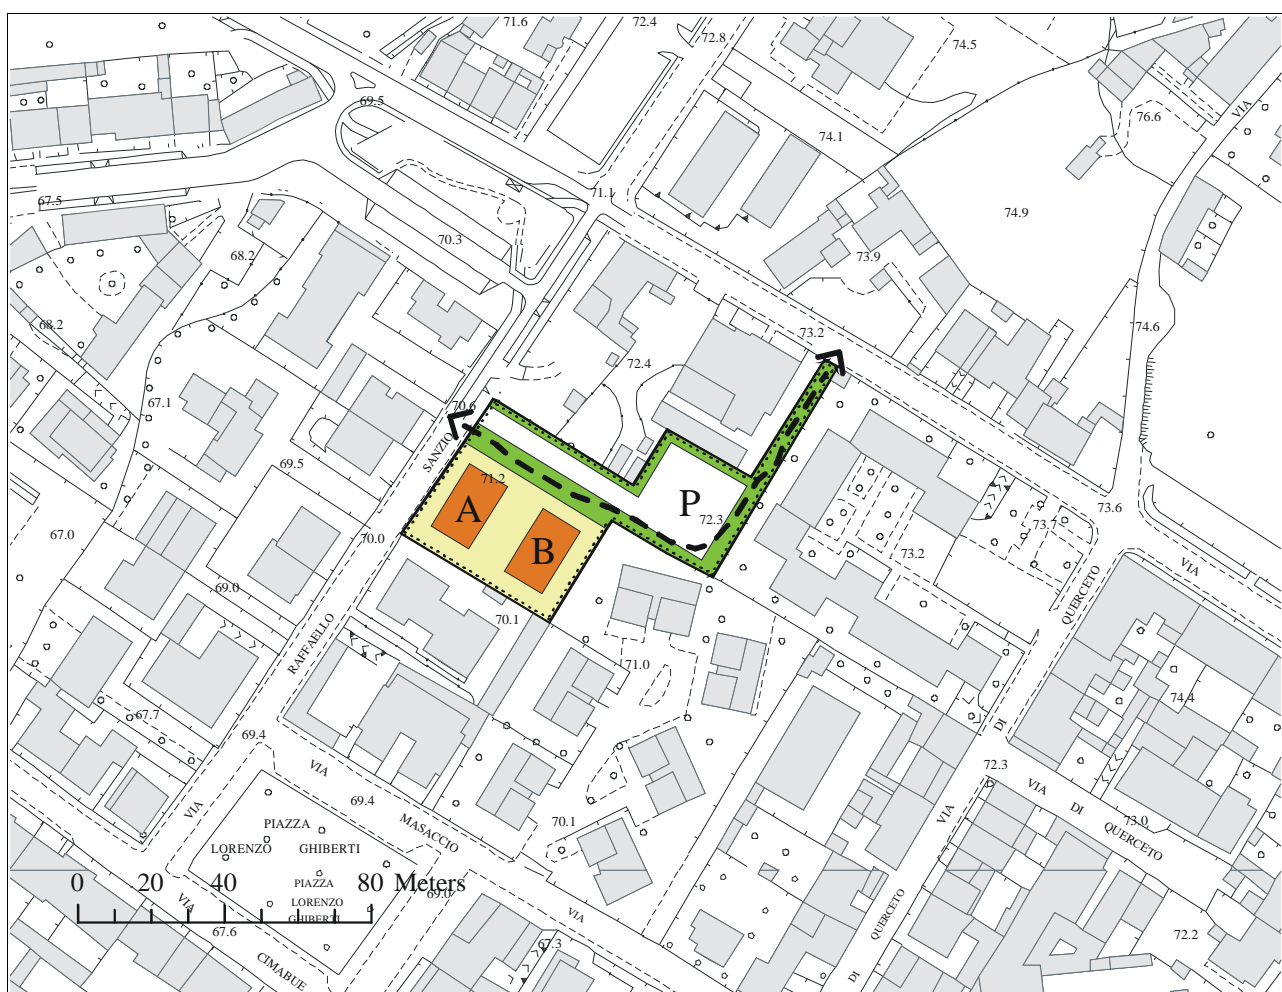 71.6
72.4
72.8
74.5
69.5
76.6
VIA
74.1
71.1
67.5
74.9
70.3
68.2
73.9
68.2
73.2
74.6
72.4
67.1
70.6
SANZIO
69.5
71.2
A
P
72.3
73.6
73.7
67.0
70.0
B
73.2
VIA
69.0
QUERCETO
70.1
RAFFAELLO
71.0
74.4
67.7
69.4
DI
VIA
72.3
VIA
DI
QUERCETO
73.0
69.4
MASACCIO
VIA
VIA
PIAZZA
LORENZO GHIBERTI
70.1
PIAZZA
LORENZO
GHIBERTI
0 20 40 80 Meters
69.0
VIA
VIA
QUERCETO
67.6
67.3
72.2
CIMABUE
DI